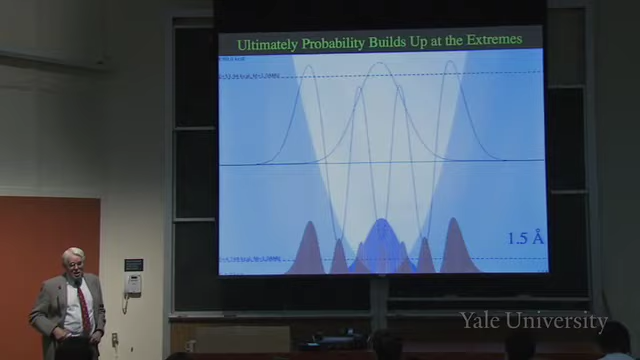 Ultimately Probability Builds Up at the Extremes
1.5 Å
Yale University